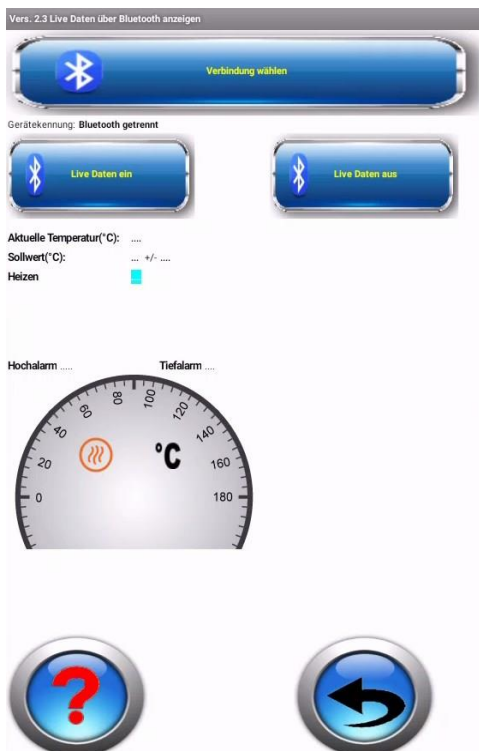 Vers. 2.3 Live Daten über Bluetooth anzeigen
Verbindung wählen
Gerätekennung: Bluetooth getrennt
Live Daten ein
Live Daten aus
Aktuelle Temperatur(°C): ....
Sollwert(°C): ... +/- ....
Heizen
Hochalarm ..... Tiefalarm ....
0
20
40
60
80
100
120
140
160
180
°C
?